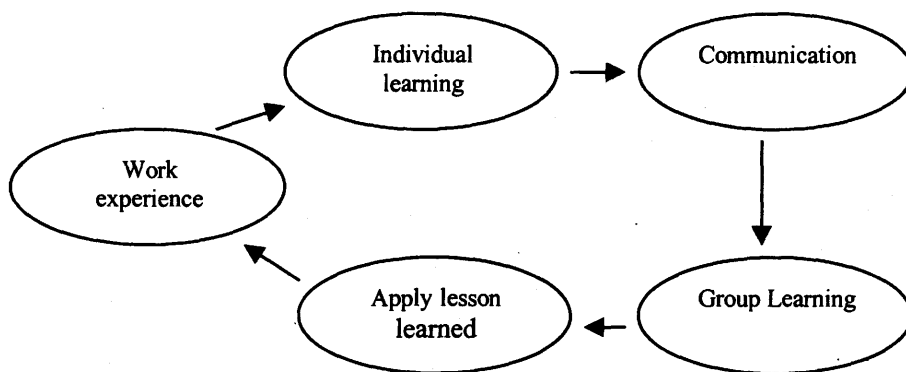 Individual
learning
Communication
Work
experience
Apply lesson
learned
Group Learning